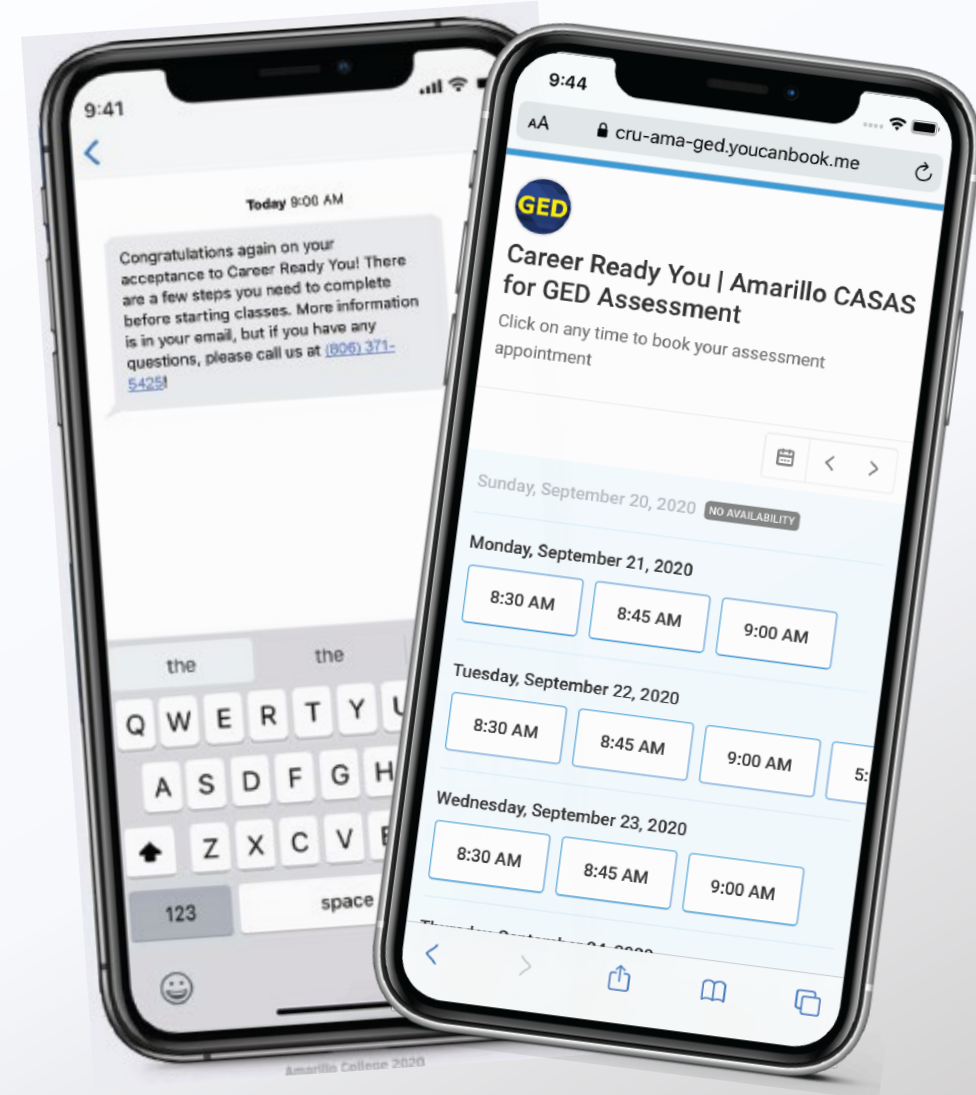 9:41
Today 9:00 AM
Congratulations again on your
acceptance to Career Ready You! There
are a few steps you need to complete
before starting classes. More information
is in your email, but if you have any
questions, please call us at (806) 371-
5425!
the the
Q W E R T Y U
A S D F G H
Z X C V B
123 space
Amarillo College 2020
9:44
AA cru-ama-ged.youcanbook.me
GED
Career Ready You | Amarillo CASAS
for GED Assessment
Click on any time to book your assessment
appointment
Sunday, September 20, 2020 NO AVAILABILITY
Monday, September 21, 2020
8:30 AM 8:45 AM 9:00 AM
Tuesday, September 22, 2020
8:30 AM 8:45 AM 9:00 AM 5:
Wednesday, September 23, 2020
8:30 AM 8:45 AM 9:00 AM
Thursday, September 24, 2020